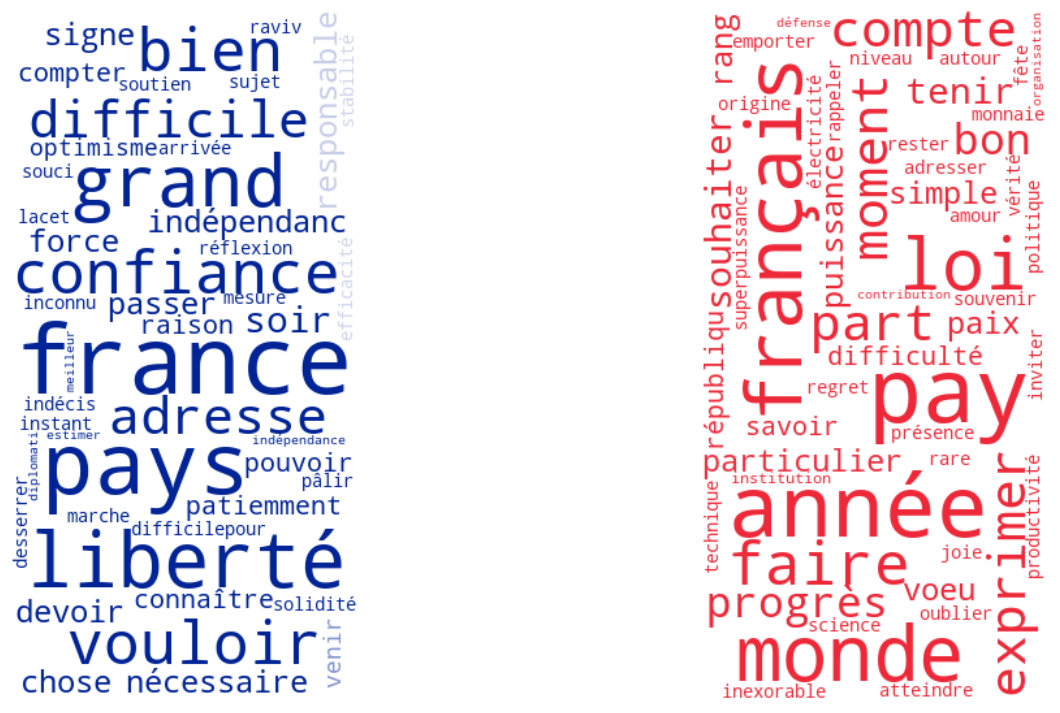 signe
bien
raviv
compter
soutien
sujet
responsable
stabilité
difficile
optimisme
arrivée
souci
grand
lacet
indépendanc
force
réflexion
confiance
efficacité
inconnu
passer
mesure
raison
soir
france
meilleur
indécis
adresse
instant
estimer
indépendance
diplomati
pays
pouvoir
pâlir
desserrer
patiemment
marche
difficilepour
liberté
devoir
connaître
solidité
vouloir
venir
chose
nécessaire
rang
défense
emporter
compte
niveau
autour
fête
organisation
origine
français
électricité
rappeler
moment
tenir
monnaie
rester
bon
adresser
souhaiter
puissance
simple
vérité
amour
politique
superpuissance
loi
contribution
souvenir
républiqu
part
paix
difficulté
inviter
regret
pay
savoir
présence
particulier
rare
institution
technique
année
exprimer
productivité
faire
joie
progrès
voeu
oublier
science
monde
inexorable
atteindre